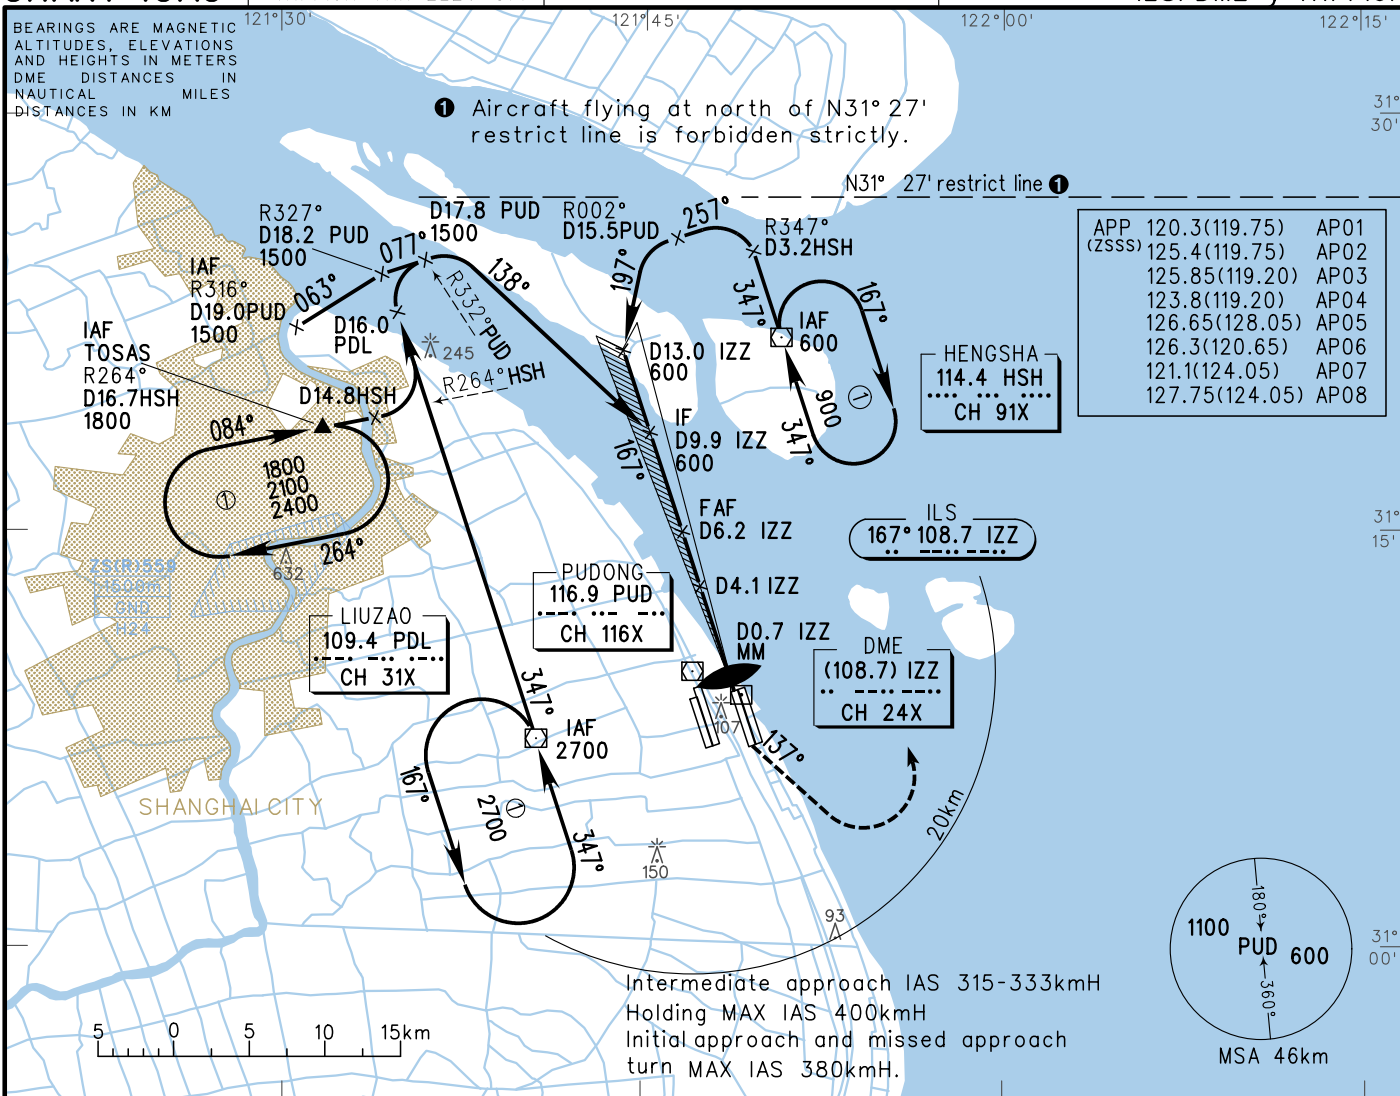 121°30'
121°45'
122°00'
122°15'
BEARINGS ARE MAGNETIC
ALTITUDES, ELEVATIONS
AND HEIGHTS IN METERS
DME DISTANCES IN
NAUTICAL MILES
DISTANCES IN KM
❶ Aircraft flying at north of N31° 27'
restrict line is forbidden strictly.
31°
30'
N31° 27' restrict line ❶
APP 120.3(119.75) AP01
(ZSSS) 125.4(119.75) AP02
125.85(119.20) AP03
123.8(119.20) AP04
126.65(128.05) AP05
126.3(120.65) AP06
121.1(124.05) AP07
127.75(124.05) AP08
R327°
D18.2 PUD
1500
077°
D17.8 PUD
1500
R002°
D15.5PUD
257°
R347°
D3.2HSH
IAF
R316°
D19.0PUD
1500
063°
138°
197°
347°
167°
IAF
600
D16.0
PDL
R332°PUD
245
R264°HSH
IAF
TOSAS
R264°
D16.7HSH
1800
D14.8HSH
084°
1800
2100
2400
①
264°
D13.0 IZZ
600
IF
D9.9 IZZ
600
167°
900
①
347°
HENGSHA
114.4 HSH
CH 91X
FAF
D6.2 IZZ
ILS
167° 108.7 IZZ
31°
15'
632
ZS(R)559
1500m
GND
H24
PUDONG
116.9 PUD
CH 116X
D4.1 IZZ
LIUZAO
109.4 PDL
CH 31X
D0.7 IZZ
MM
DME
(108.7) IZZ
CH 24X
347°
IAF
2700
107
137°
167°
2700
①
347°
SHANGHAI CITY
150
20km
93
1100
PUD
600
180°
360°
MSA 46km
31°
00'
Intermediate approach IAS 315-333kmH
Holding MAX IAS 400kmH
Initial approach and missed approach
turn MAX IAS 380kmH.
5 0 5 10 15km